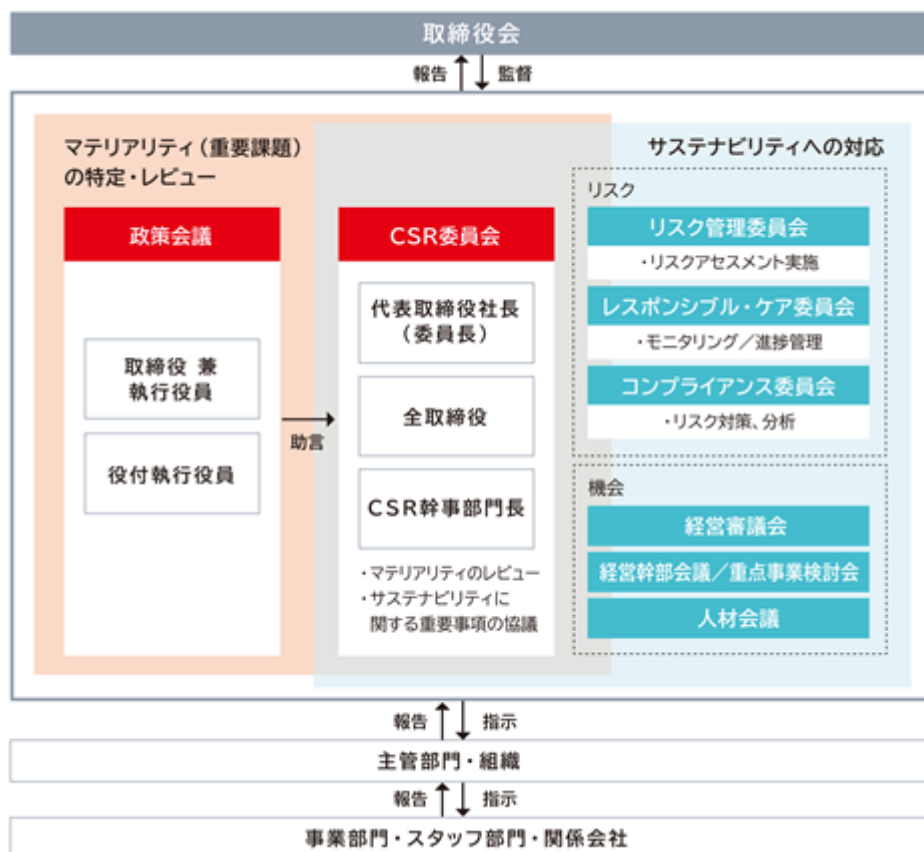 取締役会
報告
監督
マテリアリティ（重要課題）
の特定・レビュー
サステナビリティへの対応
政策会議
取締役 兼
執行役員
役付執行役員
助言
CSR委員会
代表取締役社長
（委員長）
全取締役
CSR幹事部門長
・マテリアリティのレビュー
・サステナビリティに
関する重要事項の協議
リスク
リスク管理委員会
・リスクアセスメント実施
レスポンシブル・ケア委員会
・モニタリング／進捗管理
コンプライアンス委員会
・リスク対策、分析
機会
経営審議会
経営幹部会議／重点事業検討会
人材会議
報告
指示
主管部門・組織
報告
指示
事業部門・スタッフ部門・関係会社